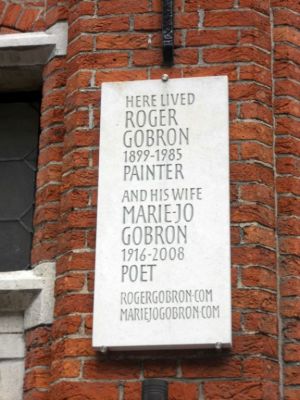 HERE LIVED
ROGER
GOBRON
1899-1985
PAINTER
AND HIS WIFE
MARIE-JO
GOBRON
1916-2008
POET
ROGERGOBRON·COM
MARIEJOGOBRON·COM